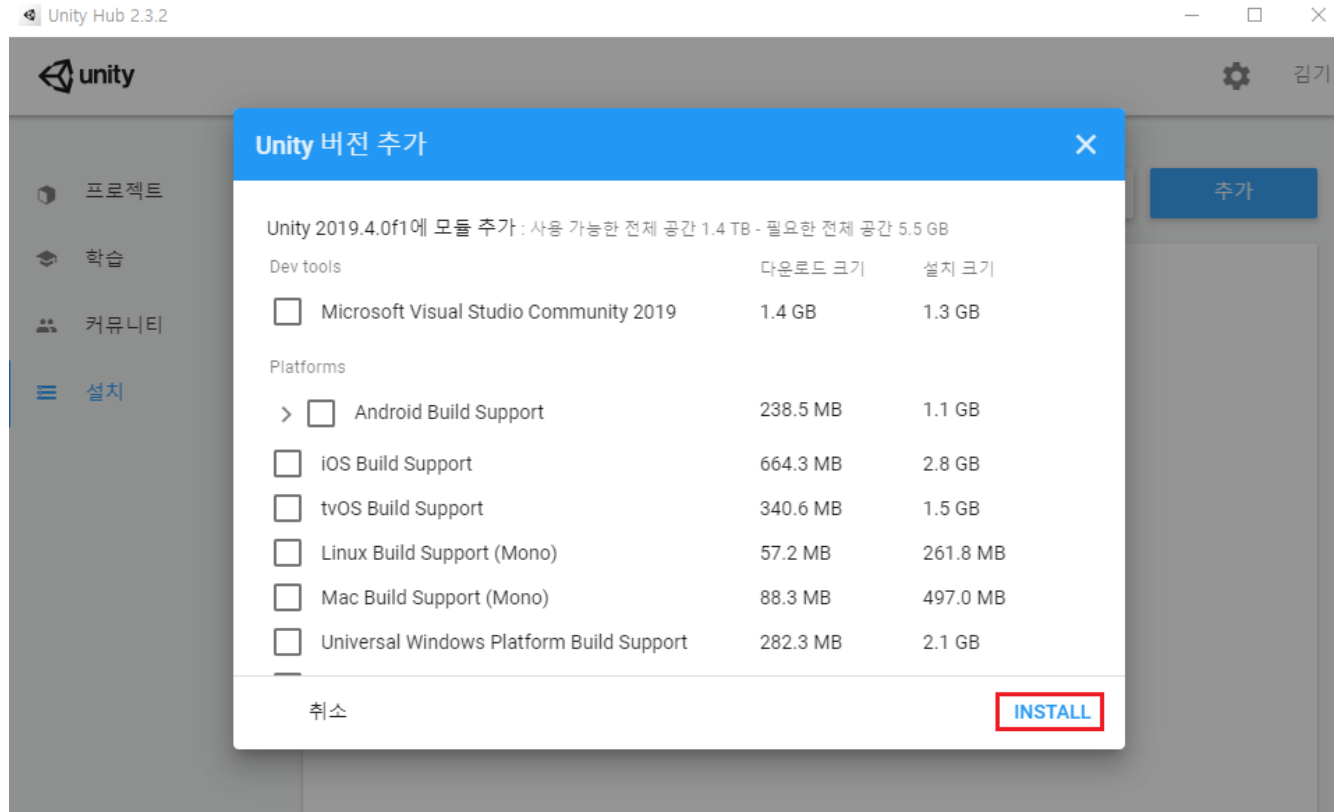 Unity Hub 2.3.2
unity
김기
Unity 버전 추가
프로젝트
추가
Unity 2019.4.0f1에 모듈 추가 : 사용 가능한 전체 공간 1.4 TB - 필요한 전체 공간 5.5 GB
학습
Dev tools 다운로드 크기 설치 크기
Microsoft Visual Studio Community 2019 1.4 GB 1.3 GB
커뮤니티
Platforms
설치
Android Build Support 238.5 MB 1.1 GB
iOS Build Support 664.3 MB 2.8 GB
tvOS Build Support 340.6 MB 1.5 GB
Linux Build Support (Mono) 57.2 MB 261.8 MB
Mac Build Support (Mono) 88.3 MB 497.0 MB
Universal Windows Platform Build Support 282.3 MB 2.1 GB
취소 INSTALL